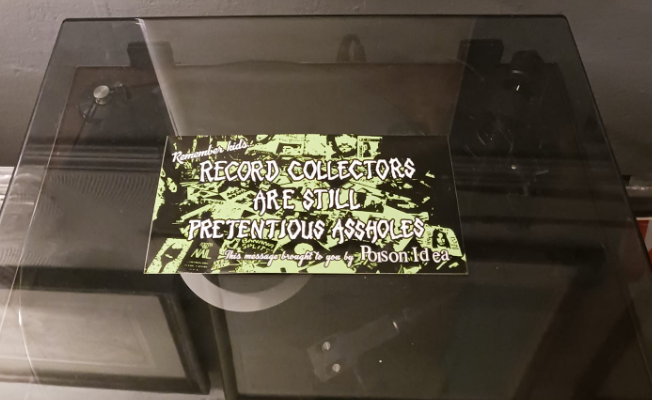 Remember kids...
RECORD COLLECTORS
ARE STILL
PRETENTIOUS ASSHOLES
This message brought to you by Poison Idea